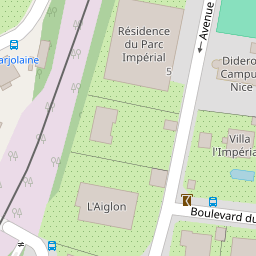 Résidence
du Parc
Impérial
5
← Avenue
Didero
Campu
Nice
arjolaine
Villa
l'Impéria
L'Aiglon
Boulevard du